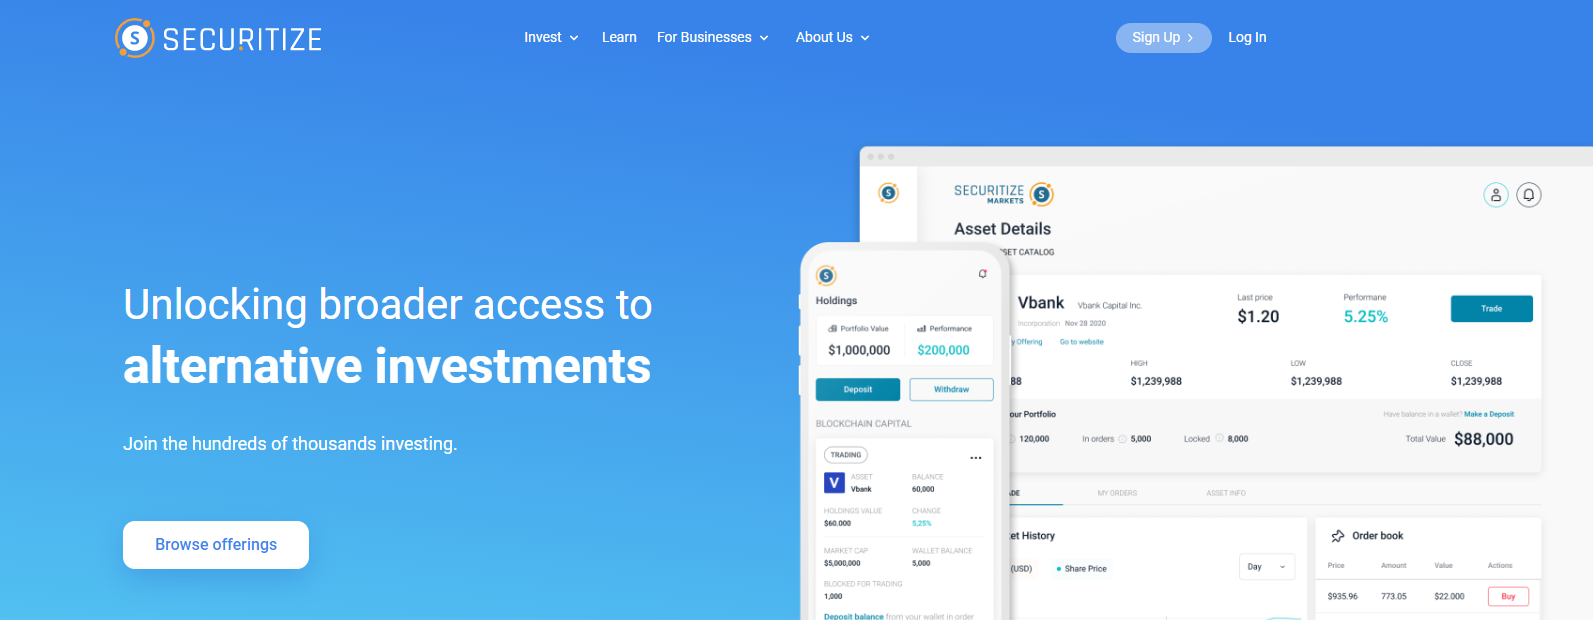 SECURITIZE
Invest
Learn
For Businesses
About Us
Sign Up
Log In
Unlocking broader access to
alternative investments
Join the hundreds of thousands investing.
Browse offerings
SECURITIZE
MARKETS
Asset Details
SET CATALOG
Vbank Vbank Capital Inc.
Incorporation Nov 28 2020
y Offering Go to website
Last price
$1.20
Performane
5.25%
Trade
HIGH LOW CLOSE
88 $1,239,988 $1,239,988 $1,239,988
our Portfolio
Have balance in a wallet? Make a Deposit
120,000 In orders 5,000 Locked 8,000
Total Value $88,000
ADE MY ORDERS ASSET INFO
et History
(USD) Share Price
Day
Order book
Price Amount Value Actions
$935.96 773.05 $22.000 Buy
Holdings
Portfolio Value Performance
$1,000,000 $200,000
Deposit Withdraw
BLOCKCHAIN CAPITAL
TRADING
V
ASSET BALANCE
Vbank 60,000
HOLDINGS VALUE CHANGE
$60.000 5,25%
MARKET CAP WALLET BALANCE
$5,000,000 5,000
BLOCKED FOR TRADING
1,000
Deposit balance from your wallet in order